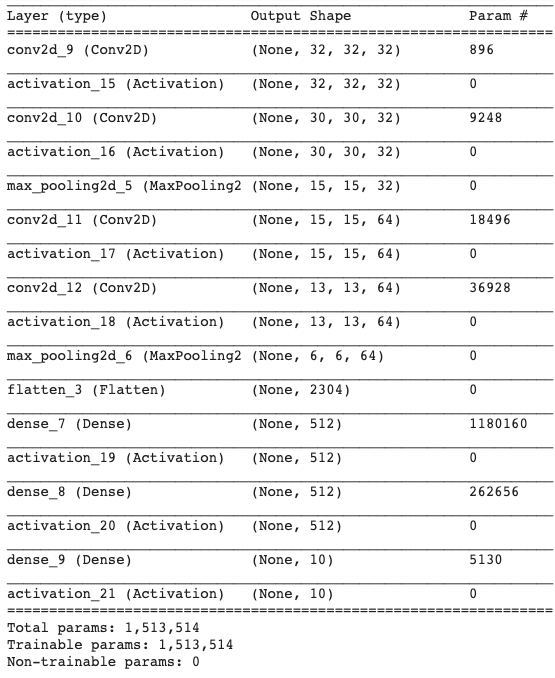 Layer (type) Output Shape Param #
conv2d_9 (Conv2D) (None, 32, 32, 32) 896
activation_15 (Activation) (None, 32, 32, 32) 0
conv2d_10 (Conv2D) (None, 30, 30, 32) 9248
activation_16 (Activation) (None, 30, 30, 32) 0
max_pooling2d_5 (MaxPooling2 (None, 15, 15, 32) 0
conv2d_11 (Conv2D) (None, 15, 15, 64) 18496
activation_17 (Activation) (None, 15, 15, 64) 0
conv2d_12 (Conv2D) (None, 13, 13, 64) 36928
activation_18 (Activation) (None, 13, 13, 64) 0
max_pooling2d_6 (MaxPooling2 (None, 6, 6, 64) 0
flatten_3 (Flatten) (None, 2304) 0
dense_7 (Dense) (None, 512) 1180160
activation_19 (Activation) (None, 512) 0
dense_8 (Dense) (None, 512) 262656
activation_20 (Activation) (None, 512) 0
dense_9 (Dense) (None, 10) 5130
activation_21 (Activation) (None, 10) 0
Total params: 1,513,514
Trainable params: 1,513,514
Non-trainable params: 0